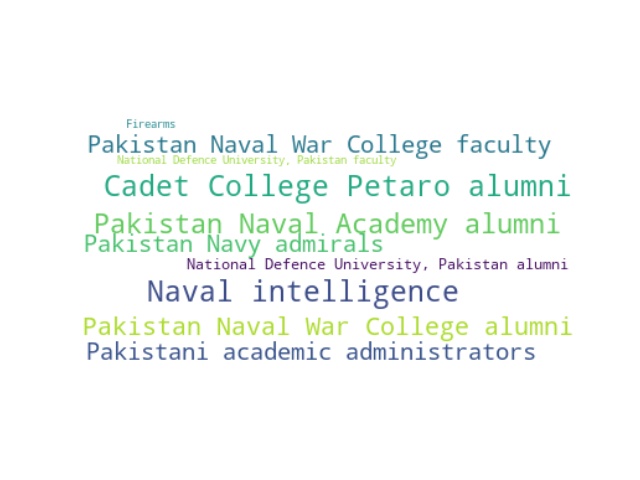 Firearms
Pakistan Naval War College faculty
National Defence University, Pakistan faculty
Cadet College Petaro alumni
Pakistan Naval Academy alumni
Pakistan Navy admirals
National Defence University, Pakistan alumni
Naval intelligence
Pakistan Naval War College alumni
Pakistani academic administrators